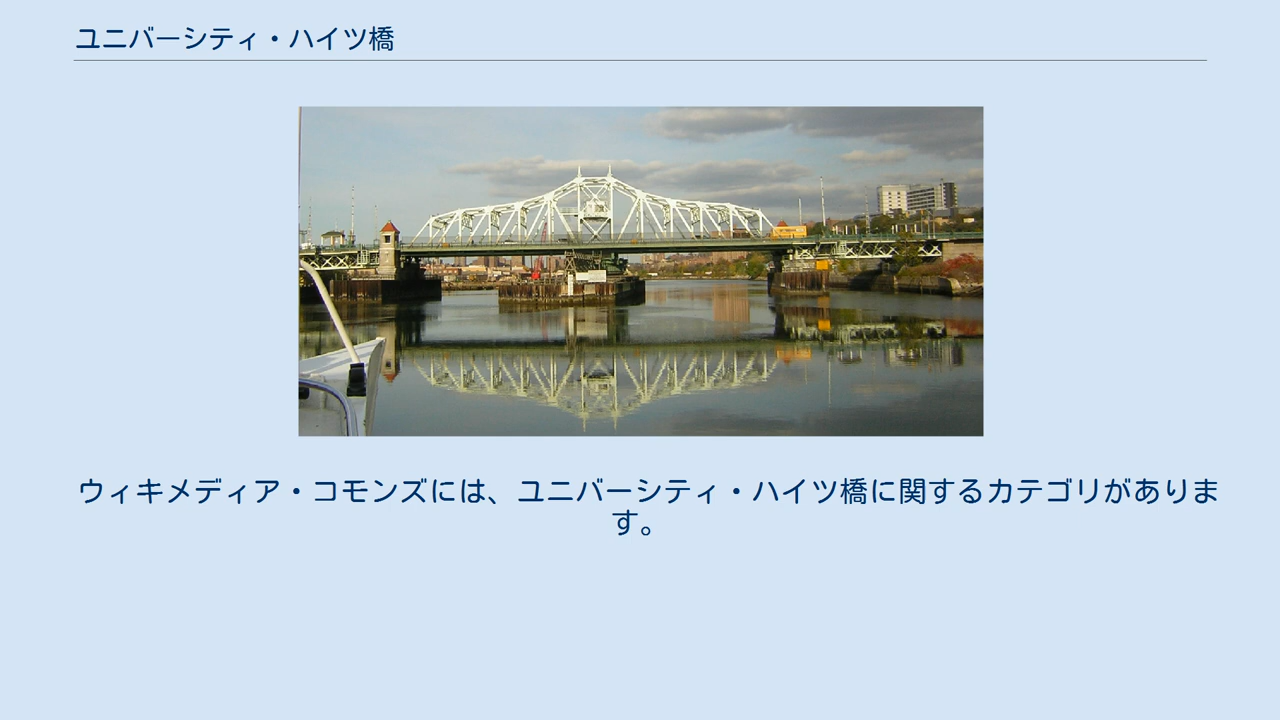 ユニバーシティ・ハイツ橋
ウィキメディア・コモンズには、ユニバーシティ・ハイツ橋に関するカテゴリがありま
す。